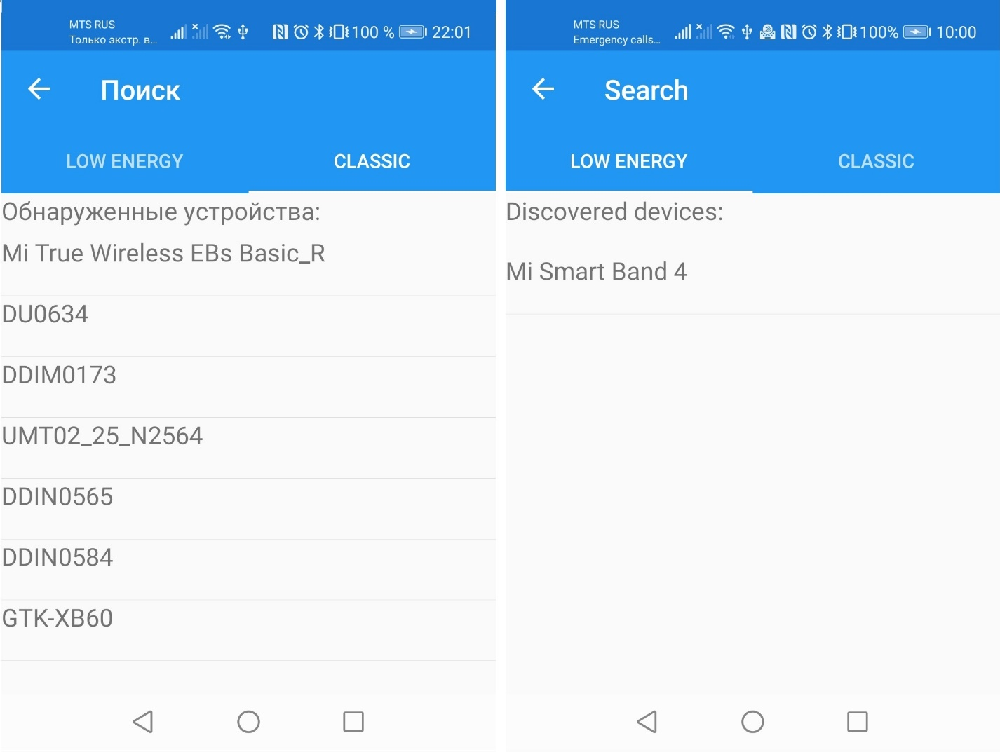 MTS RUS
Только экстр. в...
100 %
22:01
Поиск
LOW ENERGY
CLASSIC
Обнаруженные устройства:
Mi True Wireless EBs Basic_R
DU0634
DDIM0173
UMT02_25_N2564
DDIN0565
DDIN0584
GTK-XB60
MTS RUS
Emergency calls...
100%
10:00
Search
LOW ENERGY
CLASSIC
Discovered devices:
Mi Smart Band 4